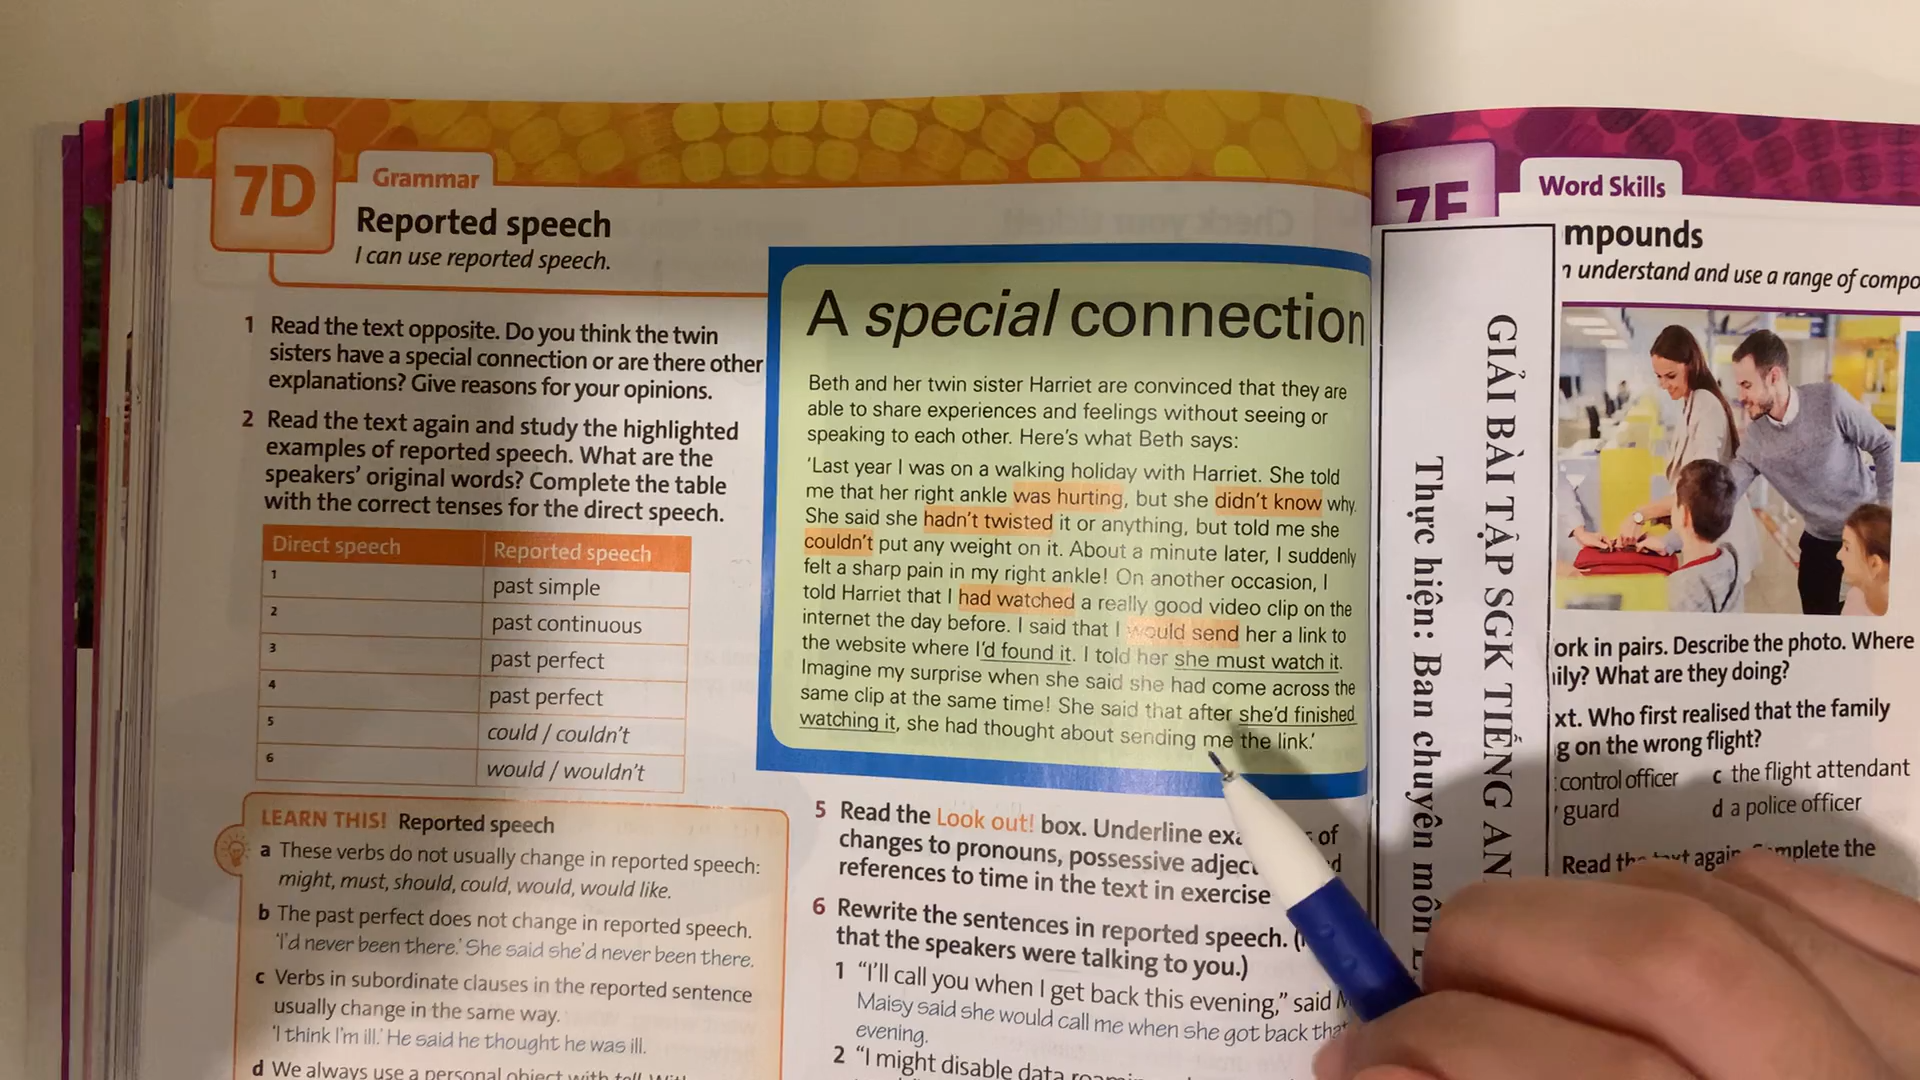 7D
Grammar
Reported speech
I can use reported speech.
1 Read the text opposite. Do you think the twin
sisters have a special connection or are there other
explanations? Give reasons for your opinions.
2 Read the text again and study the highlighted
examples of reported speech. What are the
speakers' original words? Complete the table
with the correct tenses for the direct speech.
Direct speech Reported speech
1 past simple
2 past continuous
3 past perfect
4 past perfect
5 could / couldn't
6 would / wouldn't
LEARN THIS! Reported speech
a These verbs do not usually change in reported speech:
might, must, should, could, would, would like.
b The past perfect does not change in reported speech.
'I'd never been there.' She said she'd never been there.
c Verbs in subordinate clauses in the reported sentence
usually change in the same way.
'I think I'm ill.' He said he thought he was ill.
d We always use a personal object with tell.
A special connection
Beth and her twin sister Harriet are convinced that they are
able to share experiences and feelings without seeing or
speaking to each other. Here's what Beth says:
'Last year I was on a walking holiday with Harriet. She told
me that her right ankle was hurting, but she didn't know why.
She said she hadn't twisted it or anything, but told me she
couldn't put any weight on it. About a minute later, I suddenly
felt a sharp pain in my right ankle! On another occasion, I
told Harriet that I had watched a really good video clip on the
internet the day before. I said that I would send her a link to
the website where I'd found it. I told her she must watch it.
Imagine my surprise when she said she had come across the
same clip at the same time! She said that after she'd finished
watching it, she had thought about sending me the link.'
5 Read the Look out! box. Underline of
changes to pronouns, possessive
references to time in the text in exercise
6 Rewrite the sentences in reported speech.
that the speakers were talking to you.)
1 "I'll call you when I get back this evening," said
Maisy said she would call me when she got back
evening.
2 "I might disable data
Word Skills
mpounds
understand and use a range of
GIẢI BÀI TẬP SGK TIẾNG
Thực hiện: Ban chuyên môn
ork in pairs. Describe the photo. Where
ily? What are they doing?
xt. Who first realised that the family
g on the wrong flight?
control officer c the flight attendant
guard d a police officer
Read text again. the